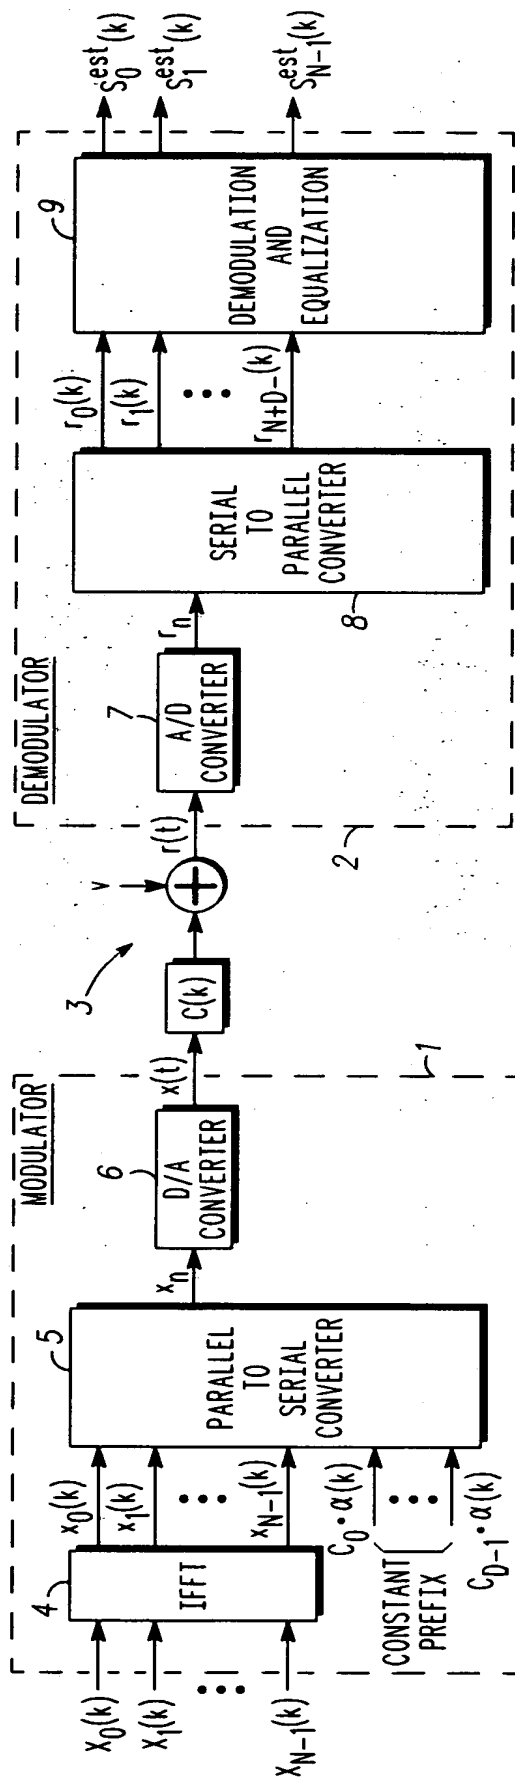 MODULATOR
X0(k)
X1(k)
•••
XN-1(k)
4
IFFT
x0(k)
x1(k)
•••
xN-1(k)
C0•α(k)
•••
CD-1•α(k)
CONSTANT
PREFIX
5
PARALLEL
TO
SERIAL
CONVERTER
xn
6
D/A
CONVERTER
x(t)
1
3
C(k)
v
+
r(t)
2
DEMODULATOR
7
A/D
CONVERTER
rn
SERIAL
TO
PARALLEL
CONVERTER
8
r0(k)
r1(k)
•••
rN+D-(k)
9
DEMODULATION
AND
EQUALIZATION
S0est(k)
S1est(k)
•••
SN-1est(k)